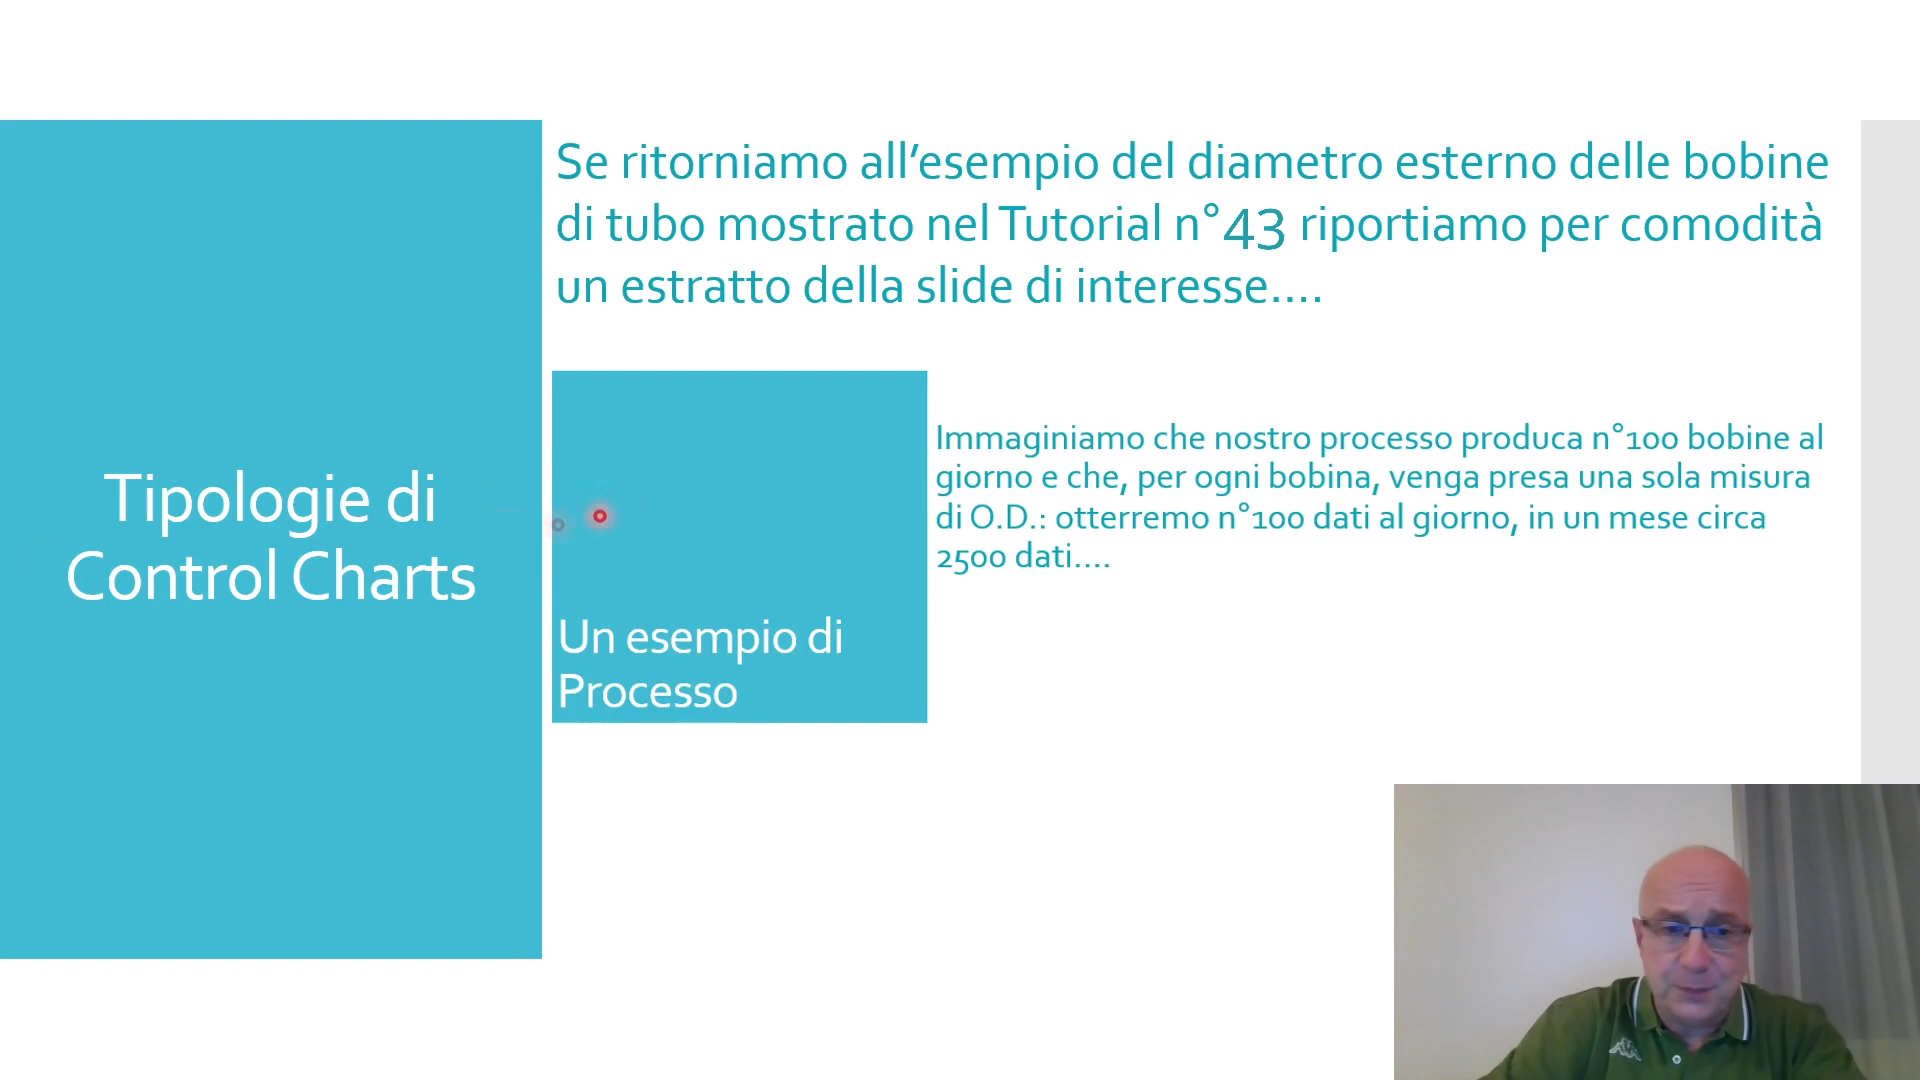 Tipologie di
Control Charts
Se ritorniamo all’esempio del diametro esterno delle bobine
di tubo mostrato nel Tutorial n°43 riportiamo per comodità
un estratto della slide di interesse….
Un esempio di
Processo
Immaginiamo che nostro processo produca n°100 bobine al
giorno e che, per ogni bobina, venga presa una sola misura
di O.D.: otterremo n°100 dati al giorno, in un mese circa
2500 dati….